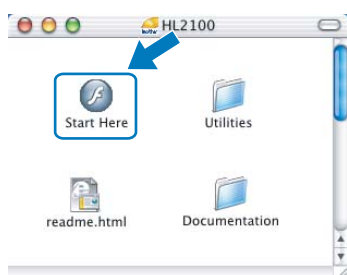 HL2100
Start Here
Utilities
readme.html
Documentation